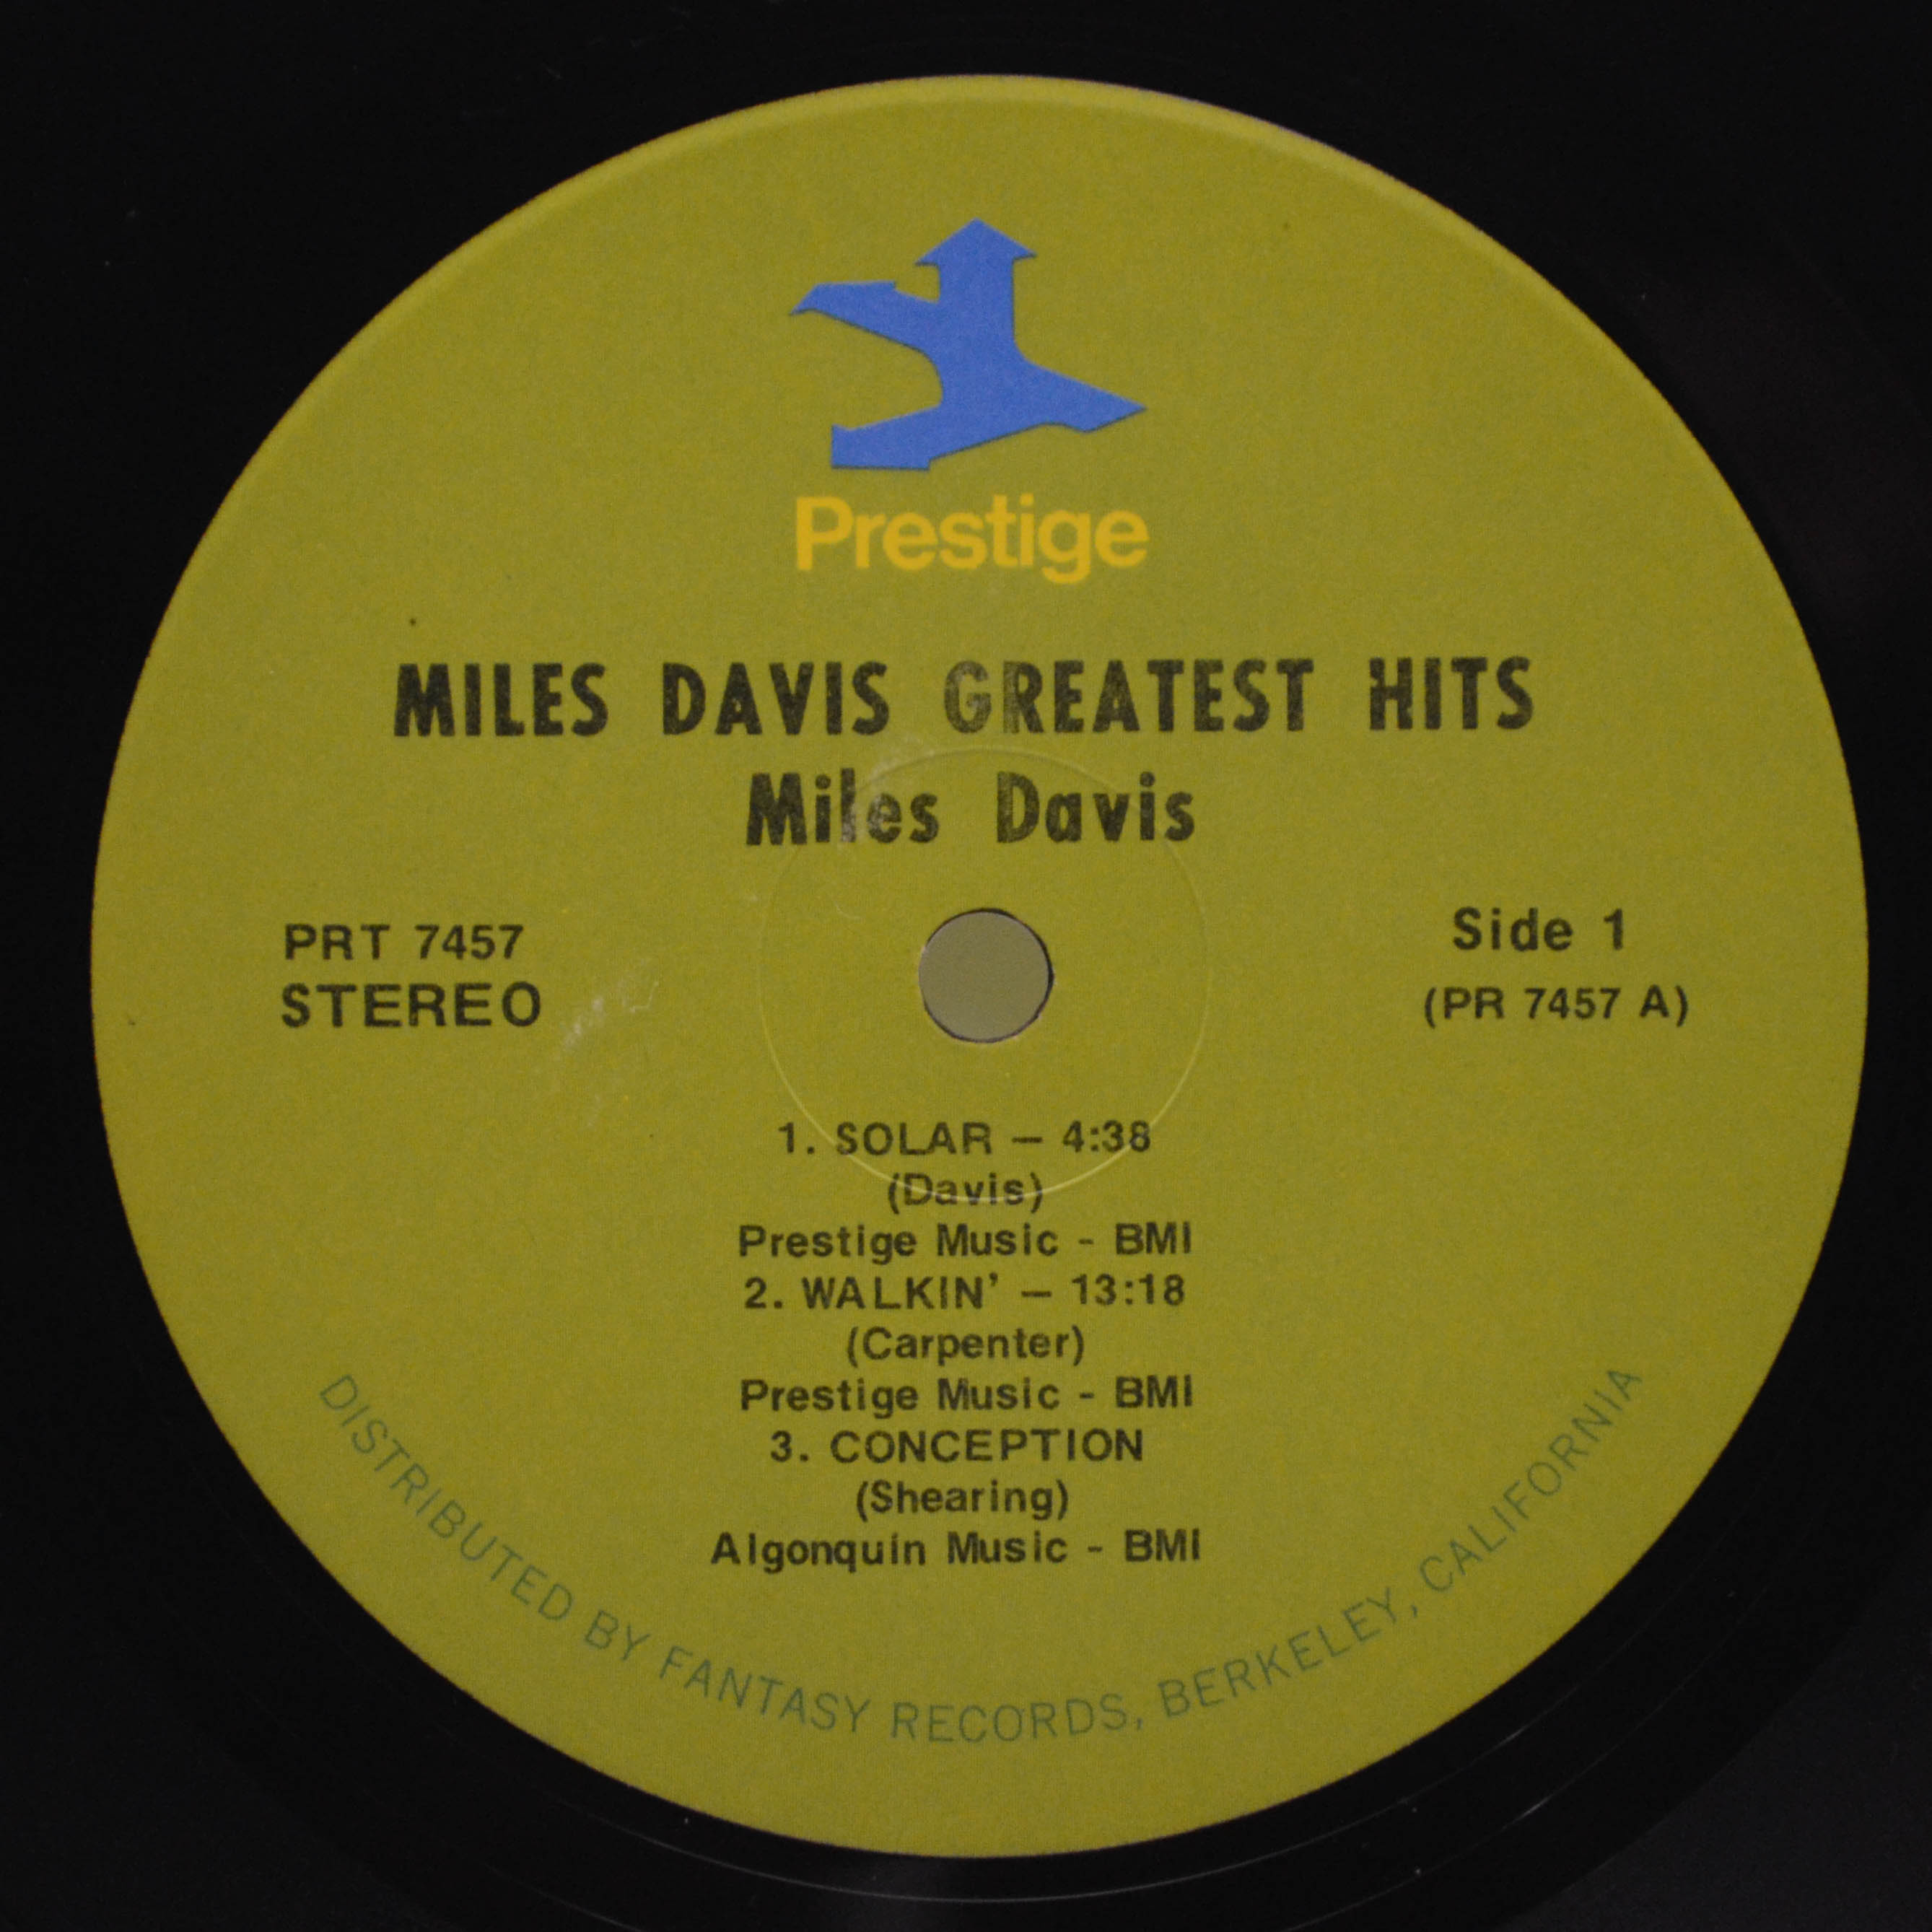 Prestige
MILES DAVIS GREATEST HITS
Miles Davis
PRT 7457
STEREO
Side 1
(PR 7457 A)
1. SOLAR – 4:38
(Davis)
Prestige Music - BMI
2. WALKIN' – 13:18
(Carpenter)
Prestige Music - BMI
3. CONCEPTION
(Shearing)
Algonquin Music - BMI
DISTRIBUTED BY FANTASY RECORDS, BERKELEY, CALIFORNIA